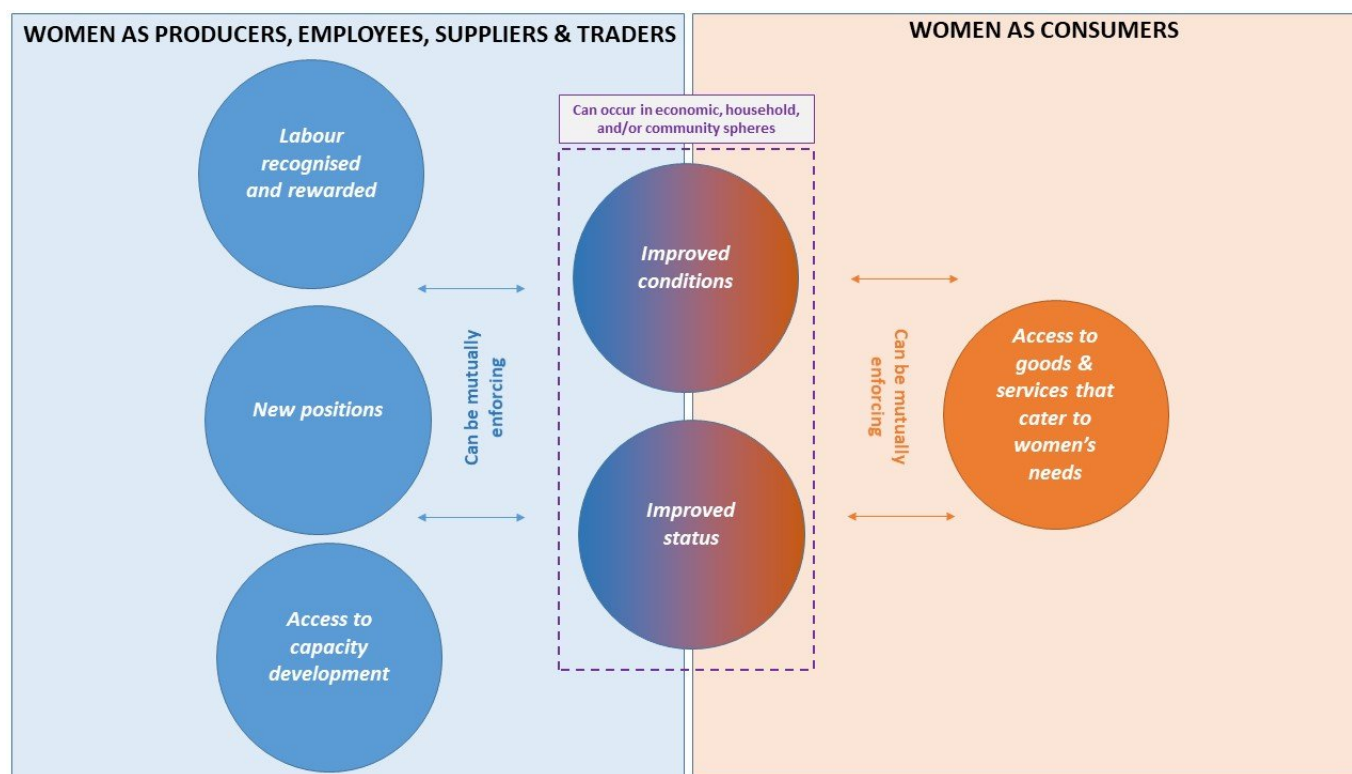 WOMEN AS PRODUCERS, EMPLOYEES, SUPPLIERS & TRADERS
WOMEN AS CONSUMERS
Can occur in economic, household,
and/or community spheres
Labour
recognised
and rewarded
New positions
Access to
capacity
development
Can be mutually
enforcing
Improved
conditions
Improved
status
Can be mutually
enforcing
Access to
goods &
services that
cater to
women's
needs